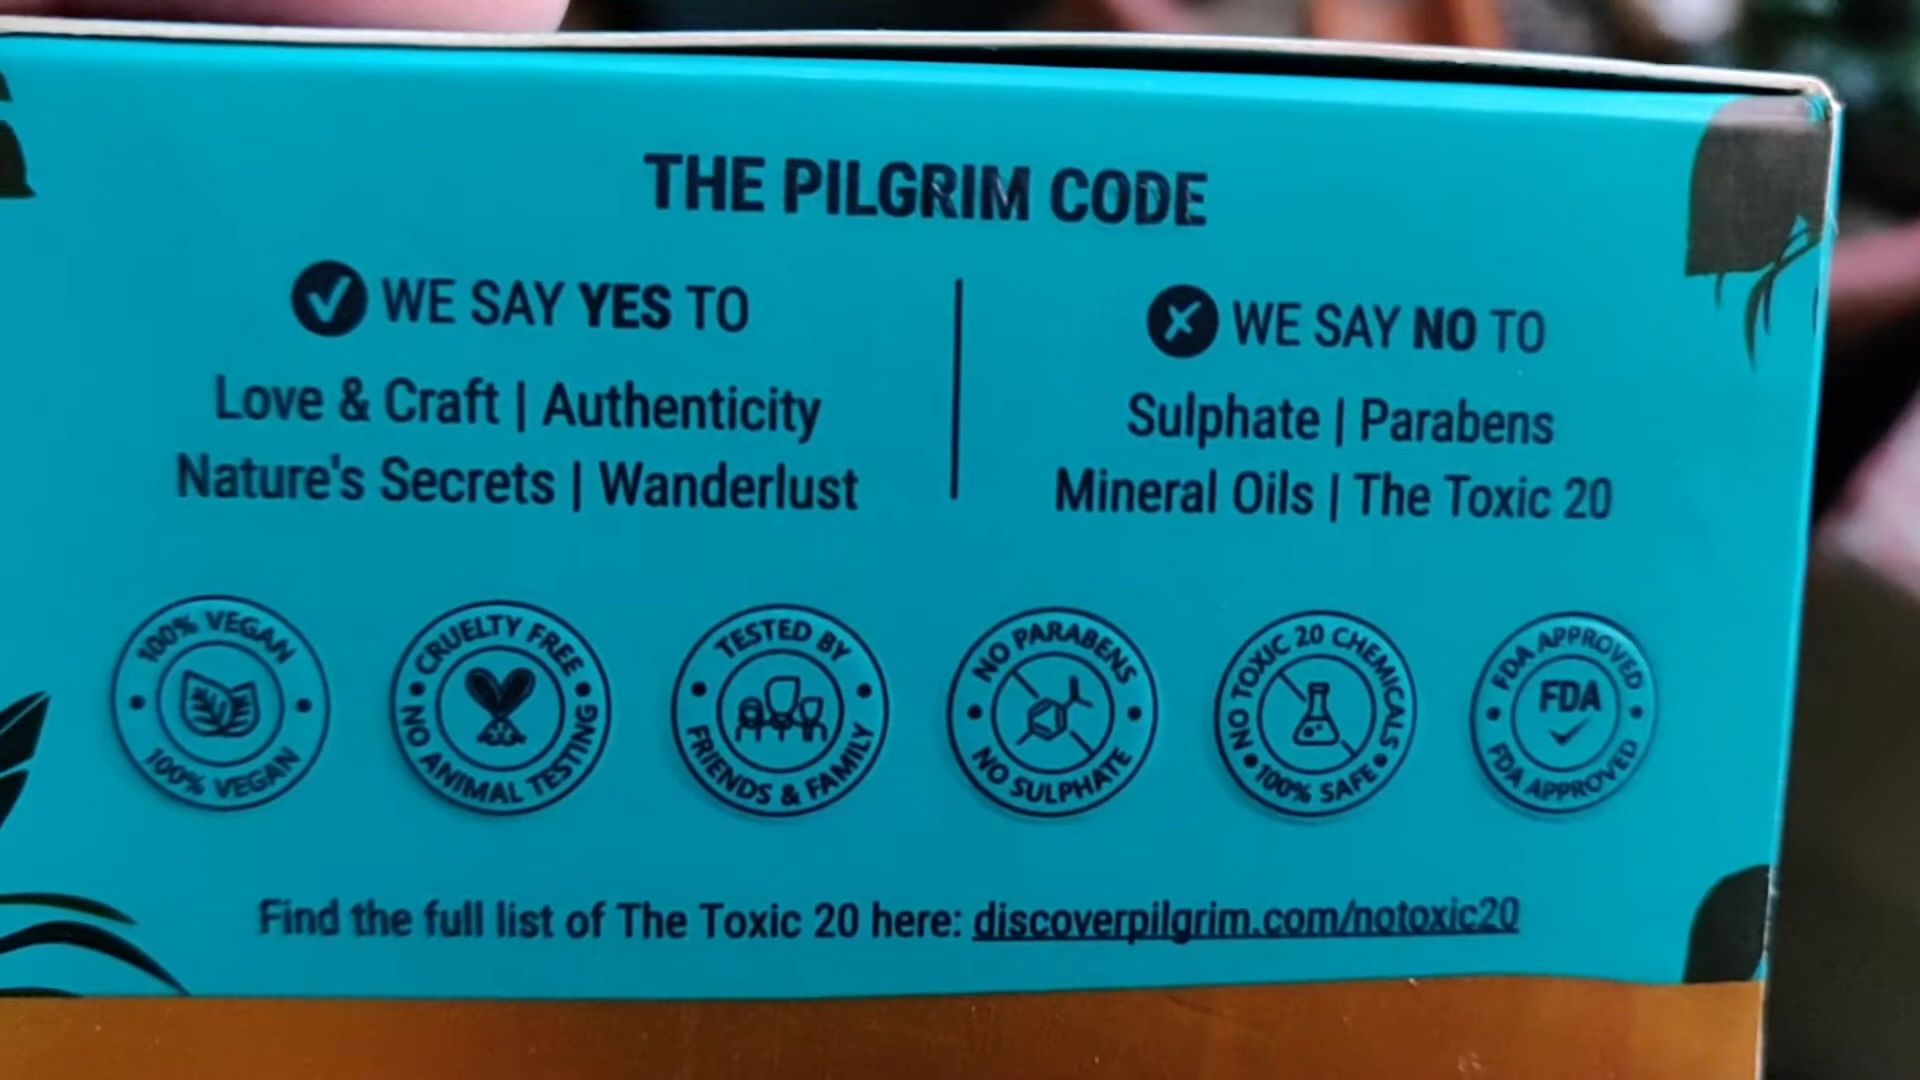 THE PILGRIM CODE
WE SAY YES TO
Love & Craft | Authenticity
Nature's Secrets | Wanderlust
WE SAY NO TO
Sulphate | Parabens
Mineral Oils | The Toxic 20
100% VEGAN
100% VEGAN
CRUELTY FREE
NO ANIMAL TESTING
TESTED BY
FRIENDS & FAMILY
NO PARABENS
NO SULPHATE
NO TOXIC 20 CHEMICALS
100% SAFE
FDA APPROVED
FDA
FDA APPROVED
Find the full list of The Toxic 20 here: discoverpilgrim.com/notoxic20